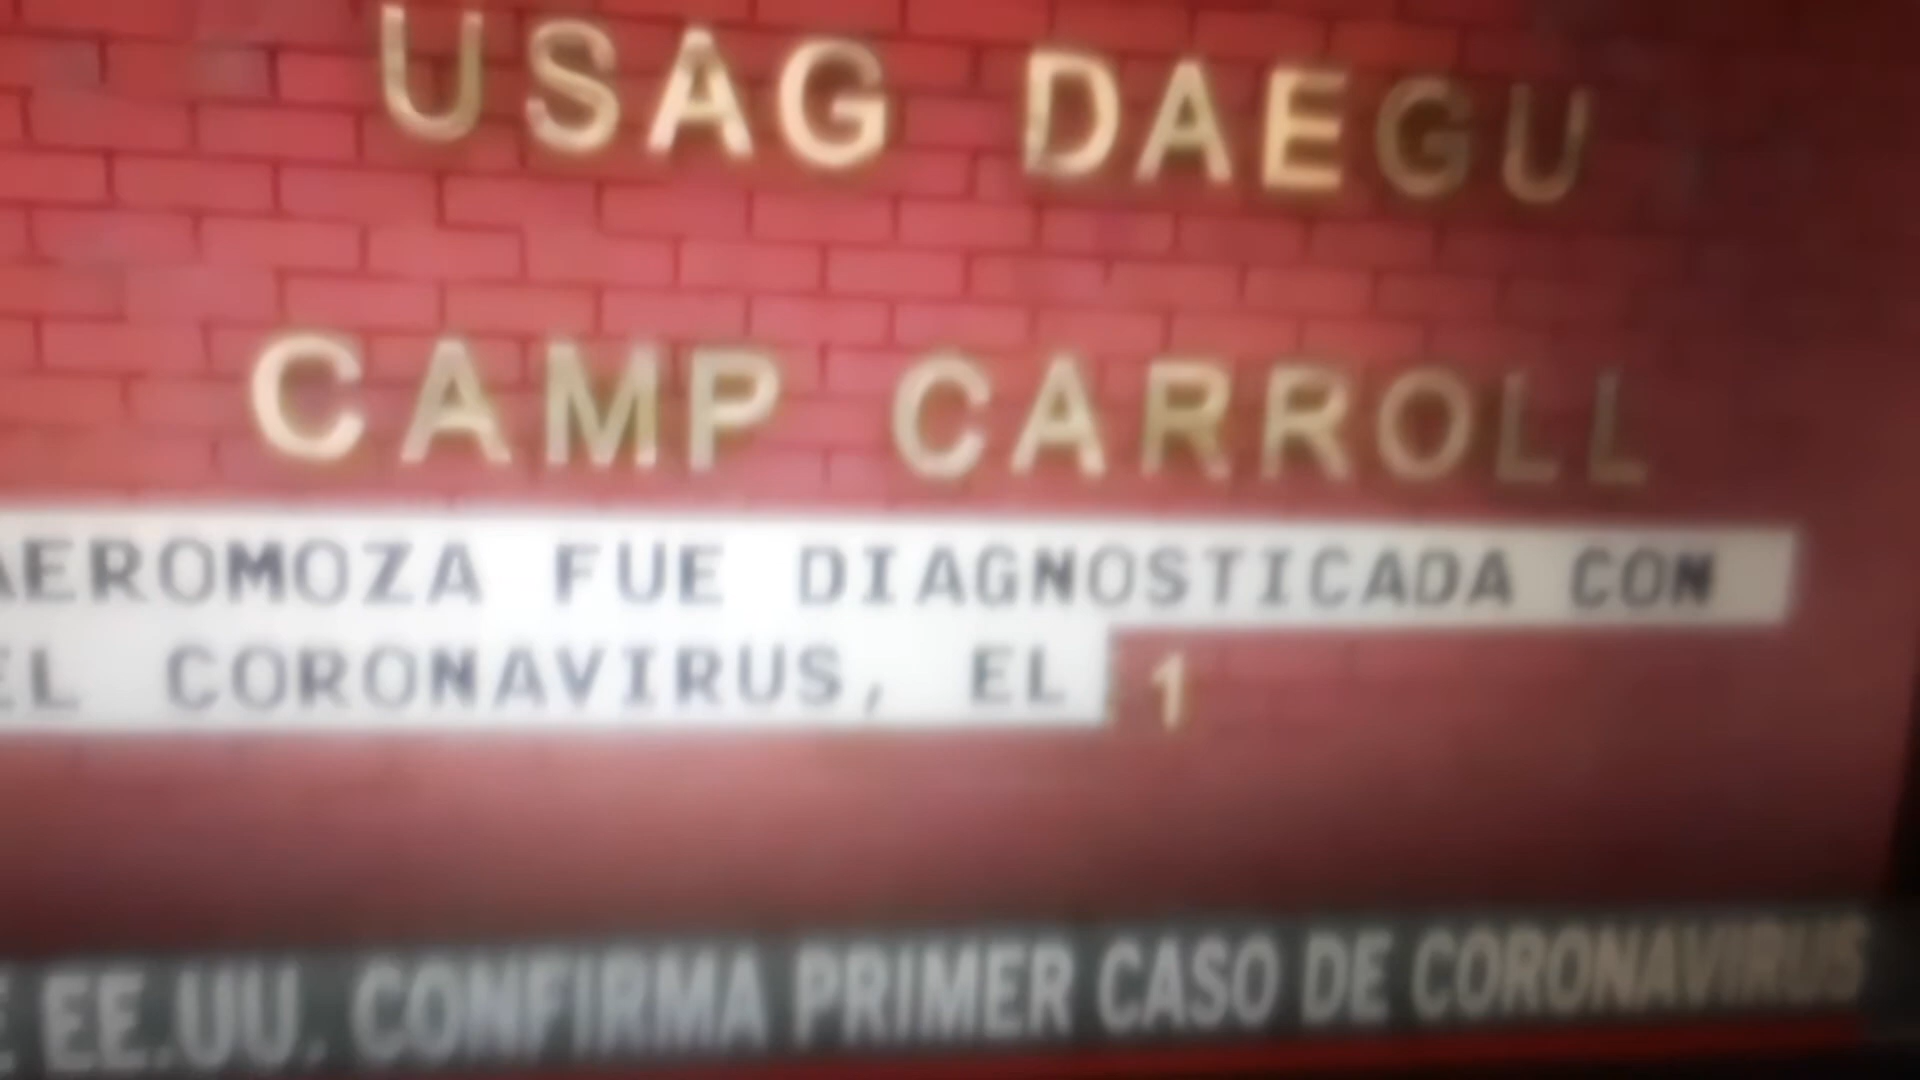 USAG DAEGU
CAMP CARROLL
AEROMOZA FUE DIAGNOSTICADA CON
EL CORONAVIRUS, EL 1
EE.UU. CONFIRMA PRIMER CASO DE CORONAVIRUS